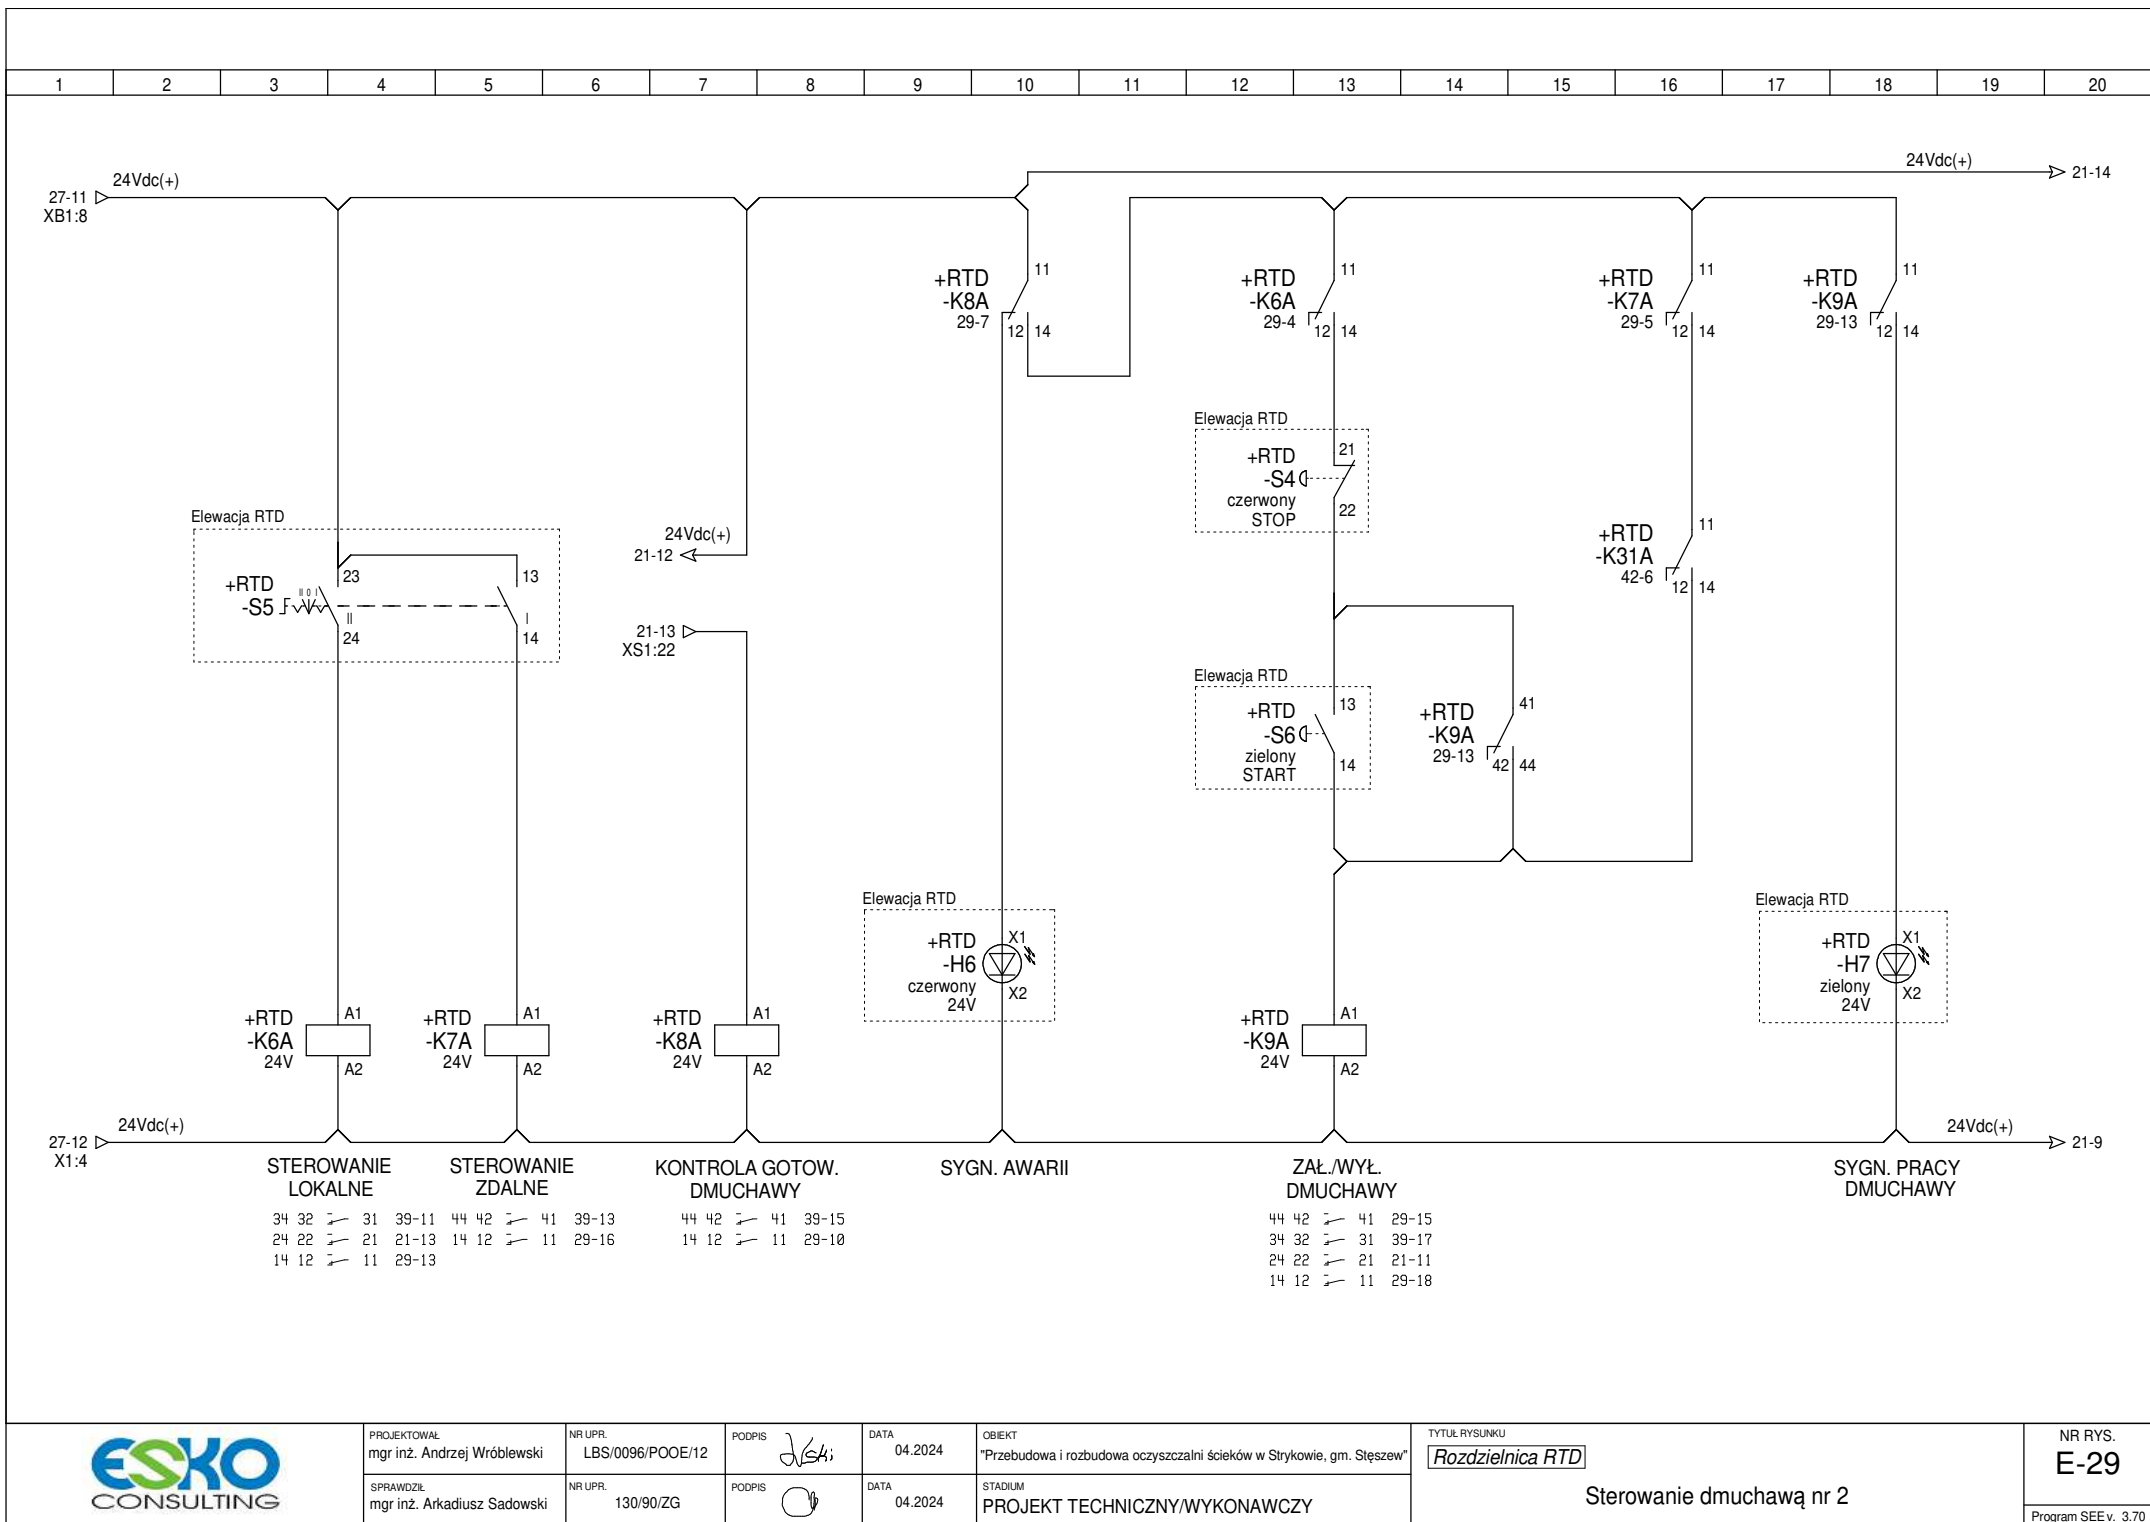 1 2 3 4 5 6 7 8 9 10 11 12 13 14 15 16 17 18 19 20
24Vdc(+)
27-11
XB1:8
24Vdc(+)
21-14
+RTD
-K8A
29-7
11
12 14
+RTD
-K6A
29-4
11
12 14
+RTD
-K7A
29-5
11
12 14
+RTD
-K9A
29-13
11
12 14
Elewacja RTD
+RTD
-S4
czerwony
STOP
21
22
Elewacja RTD
+RTD
-S5
II 0 I
23
II
24
13
I
14
24Vdc(+)
21-12
21-13
XS1:22
+RTD
-K31A
42-6
11
12 14
Elewacja RTD
+RTD
-S6
zielony
START
13
14
+RTD
-K9A
29-13
41
42 44
Elewacja RTD
+RTD
-H6
czerwony
24V
X1
X2
Elewacja RTD
+RTD
-H7
zielony
24V
X1
X2
+RTD
-K6A
24V
A1
A2
+RTD
-K7A
24V
A1
A2
+RTD
-K8A
24V
A1
A2
+RTD
-K9A
24V
A1
A2
24Vdc(+)
27-12
X1:4
24Vdc(+)
21-9
STEROWANIE
LOKALNE
34 32 31 39-11
24 22 21 21-13
14 12 11 29-13
STEROWANIE
ZDALNE
44 42 41 39-13
14 12 11 29-16
KONTROLA GOTOW.
DMUCHAWY
44 42 41 39-15
14 12 11 29-10
SYGN. AWARII
ZAŁ./WYŁ.
DMUCHAWY
44 42 41 29-15
34 32 31 39-17
24 22 21 21-11
14 12 11 29-18
SYGN. PRACY
DMUCHAWY
ESKO
CONSULTING
PROJEKTOWAŁ
mgr inż. Andrzej Wróblewski
NR UPR.
LBS/0096/POOE/12
PODPIS
DATA
04.2024
SPRAWDZIŁ
mgr inż. Arkadiusz Sadowski
NR UPR.
130/90/ZG
PODPIS
DATA
04.2024
OBIEKT
"Przebudowa i rozbudowa oczyszczalni ścieków w Strykowie, gm. Stęszew"
STADIUM
PROJEKT TECHNICZNY/WYKONAWCZY
TYTUŁ RYSUNKU
Rozdzielnica RTD
Sterowanie dmuchawą nr 2
NR RYS.
E-29
Program SEE v. 3.70